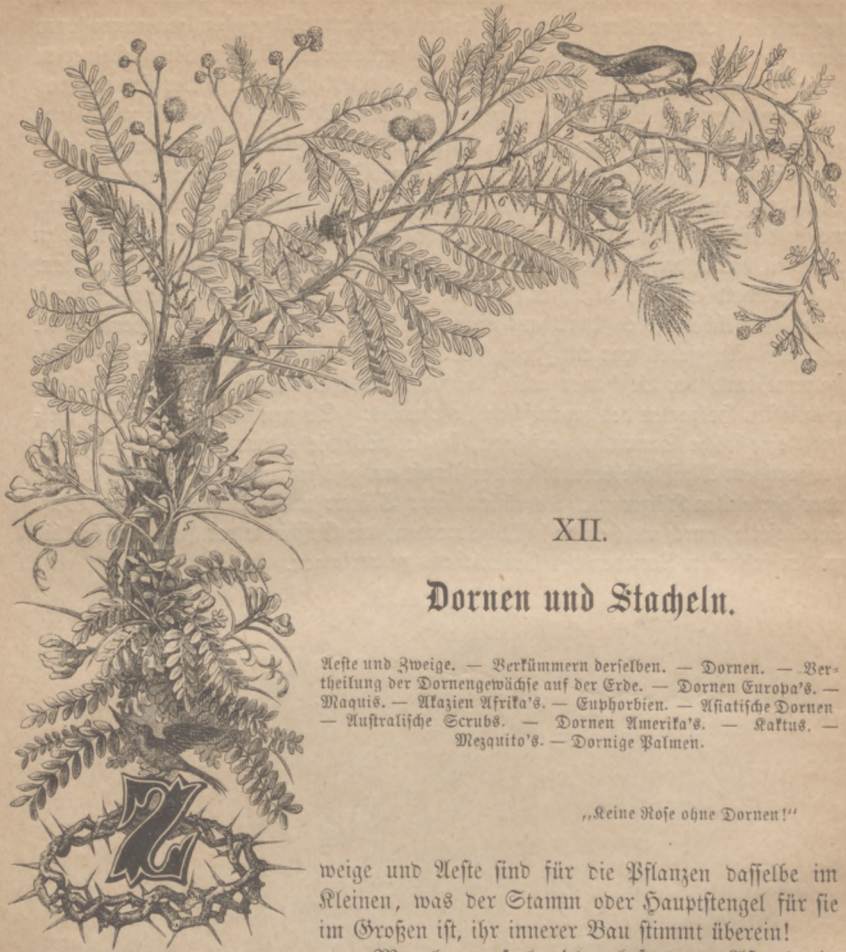 XII.
Dornen und Stacheln.
Aeste und Zweige. — Verkümmern derselben. — Dornen. — Ver-
theilung der Dornengewächse auf der Erde. — Dornen Europa's. —
Maquis. — Akazien Afrika's. — Euphorbien. — Asiatische Dornen
— Australische Scrubs. — Dornen Amerika's. — Kaktus. —
Mezquito's. — Dornige Palmen.
„Keine Rose ohne Dornen!“
Zweige und Aeste sind für die Pflanzen dasselbe im
Kleinen, was der Stamm oder Hauptstengel für sie
im Großen ist, ihr innerer Bau stimmt überein!